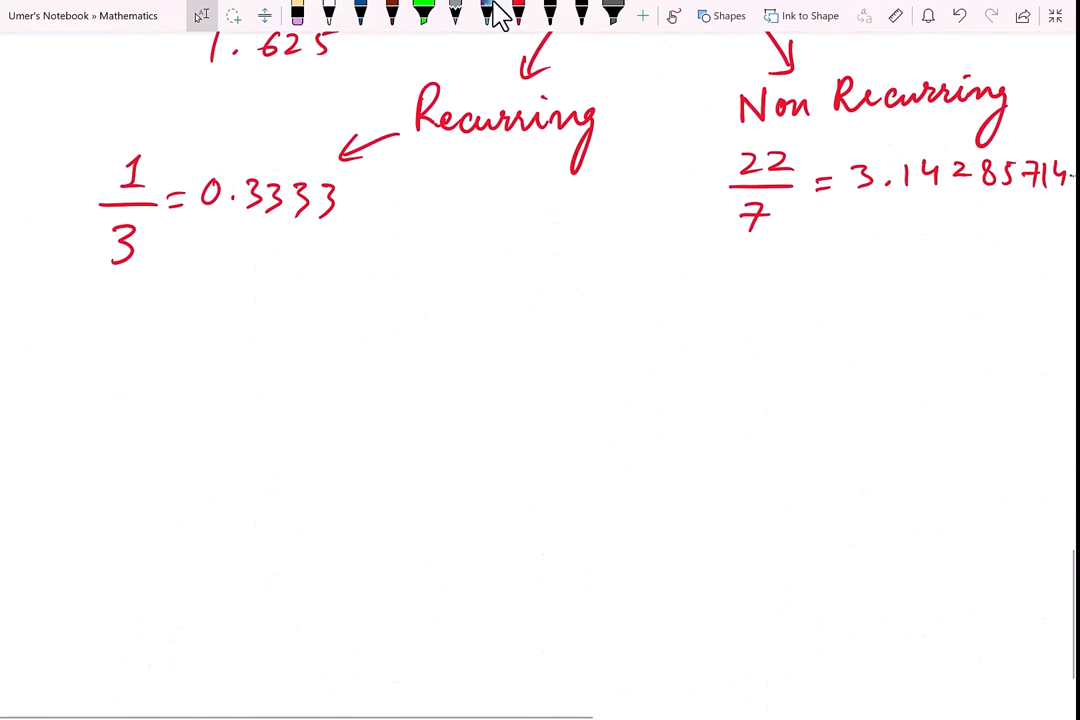 Umer's Notebook » Mathematics
Shapes
Ink to Shape
1.625
Recurring
Non Recurring
1/3 = 0.3333
22/7 = 3.14285714..